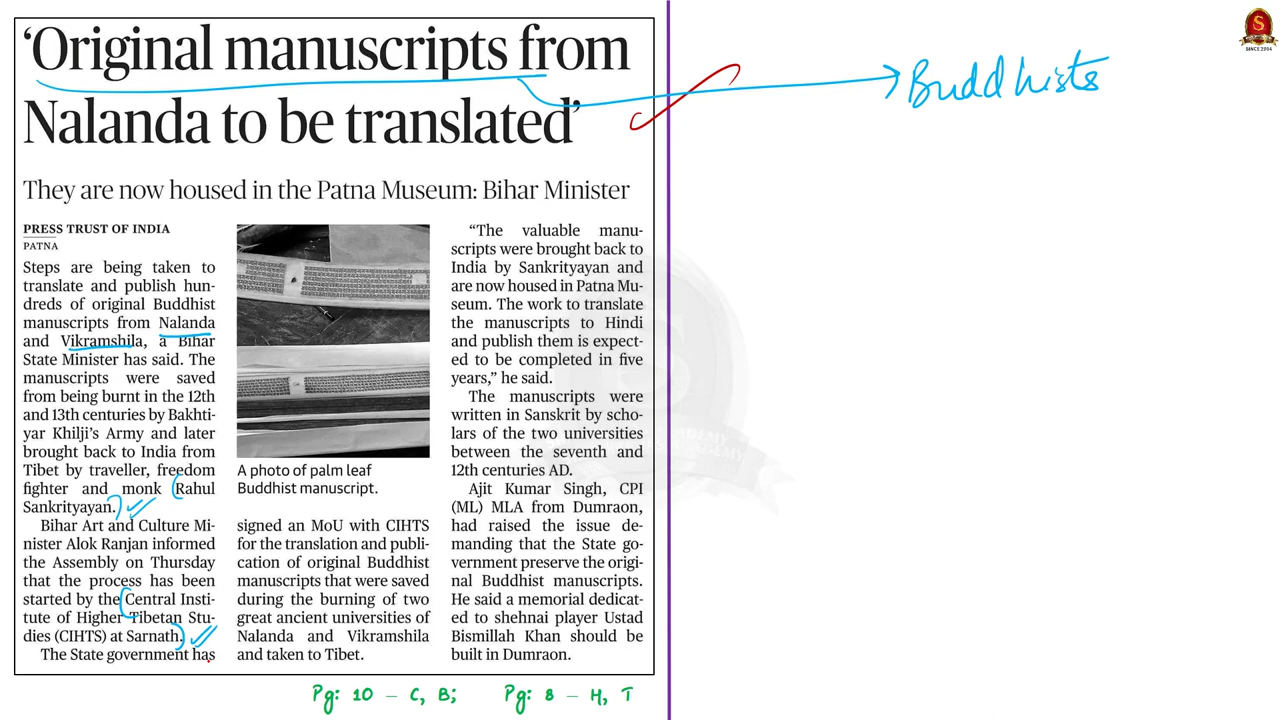 ‘Original manuscripts from
Nalanda to be translated’
They are now housed in the Patna Museum: Bihar Minister
PRESS TRUST OF INDIA
PATNA
Steps are being taken to
translate and publish hun-
dreds of original Buddhist
manuscripts from Nalanda
and Vikramshila, a Bihar
State Minister has said. The
manuscripts were saved
from being burnt in the 12th
and 13th centuries by Bakhti-
yar Khilji’s Army and later
brought back to India from
Tibet by traveller, freedom
fighter and monk Rahul
Sankrityayan.
Bihar Art and Culture Mi-
nister Alok Ranjan informed
the Assembly on Thursday
that the process has been
started by the Central Insti-
tute of Higher Tibetan Stu-
dies (CIHTS) at Sarnath.
The State government has
A photo of palm leaf
Buddhist manuscript.
signed an MoU with CIHTS
for the translation and publi-
cation of original Buddhist
manuscripts that were saved
during the burning of two
great ancient universities of
Nalanda and Vikramshila
and taken to Tibet.
“The valuable manu-
scripts were brought back to
India by Sankrityayan and
are now housed in Patna Mu-
seum. The work to translate
the manuscripts to Hindi
and publish them is expect-
ed to be completed in five
years,” he said.
The manuscripts were
written in Sanskrit by scho-
lars of the two universities
between the seventh and
12th centuries AD.
Ajit Kumar Singh, CPI
(ML) MLA from Dumraon,
had raised the issue de-
manding that the State go-
vernment preserve the origi-
nal Buddhist manuscripts.
He said a memorial dedicat-
ed to shehnai player Ustad
Bismillah Khan should be
built in Dumraon.
Buddhists
Pg: 10 – C, B; Pg: 8 – H, T
S
SINCE 2004